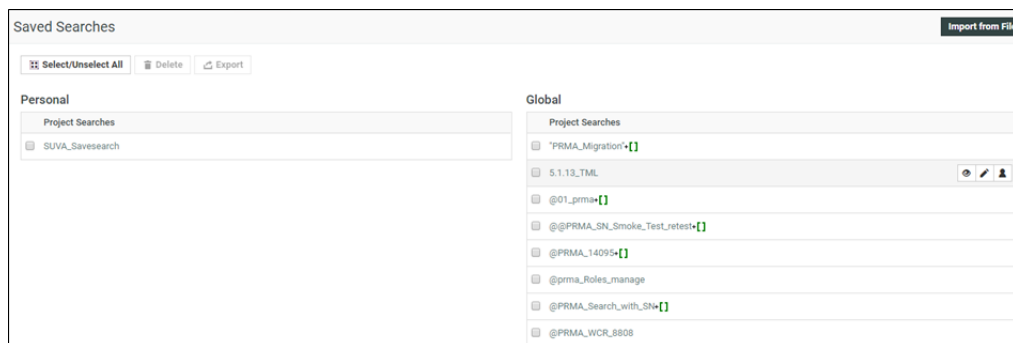 Saved Searches
Import from File
Select/Unselect All Delete Export
Personal
Project Searches
SUVA_Savesearch
Global
Project Searches
"PRMA_Migration"+[]
5.1.13_TML
@01_prma+[]
@@PRMA_SN_Smoke_Test_retest+[]
@PRMA_14095+[]
@prma_Roles_manage
@PRMA_Search_with_SN+[]
@PRMA_WCR_8808